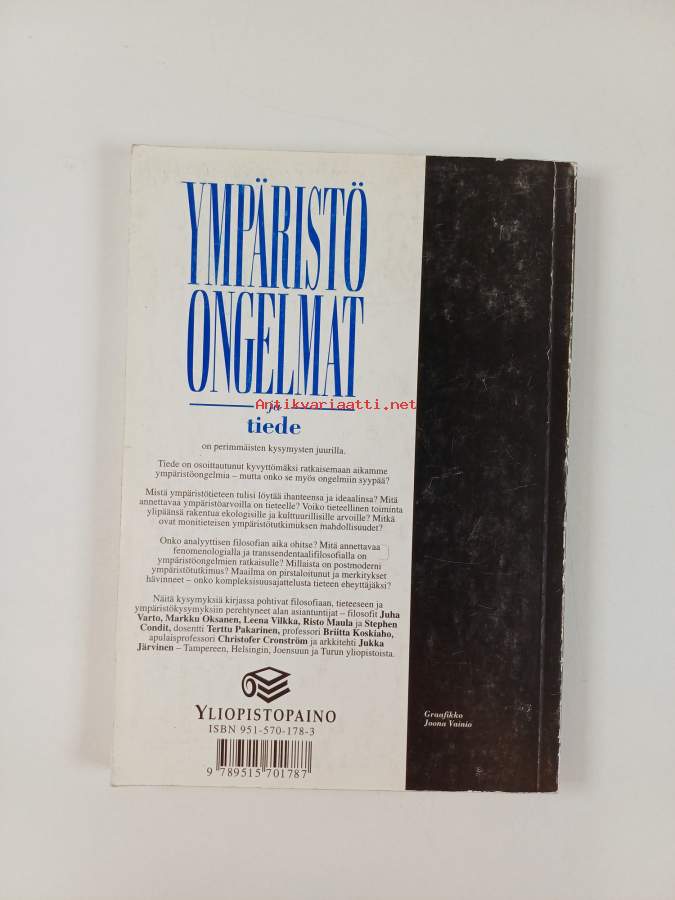 YMPÄRISTÖ
ONGELMAT
ja
Antikvariaatti.net
tiede
on perimmäisten kysymysten juurilla.
Tiede on osoittautunut kyvyttömäksi ratkaisemaan aikamme
ympäristöongelmia – mutta onko se myös ongelmiin syypää?
Mistä ympäristötieteen tulisi löytää ihanteensa ja ideaalinsa? Mitä
annettavaa ympäristöarvoilla on tieteelle? Voiko tieteellinen toiminta
ylipäänsä rakentua ekologisille ja kulttuurillisille arvoille? Mitkä
ovat monitieteisen ympäristötutkimuksen mahdollisuudet?
Onko analyyttisen filosofian aika ohitse? Mitä annettavaa
fenomenologialla ja transsendentaalifilosofialla on
ympäristöongelmien ratkaisulle? Millaista on postmoderni
ympäristötutkimus? Maailma on pirstaloitunut ja merkitykset
hävinneet – onko kompleksisuusajattelusta tieteen eheyttäjäksi?
Näitä kysymyksiä kirjassa pohtivat filosofiaan, tieteeseen ja
ympäristökysymyksiin perehtyneet alan asiantuntijat – filosofit Juha
Varto, Markku Oksanen, Leena Vilkka, Risto Maula ja Stephen
Condit, dosentti Terttu Pakarinen, professori Briitta Koskiaho,
apulaisprofessori Christofer Cronström ja arkkitehti Jukka
Järvinen – Tampereen, Helsingin, Joensuun ja Turun yliopistoista.
YLIOPISTOPAINO
ISBN 951-570-178-3
9 789515 701787
Graafikko
Joona Vainio